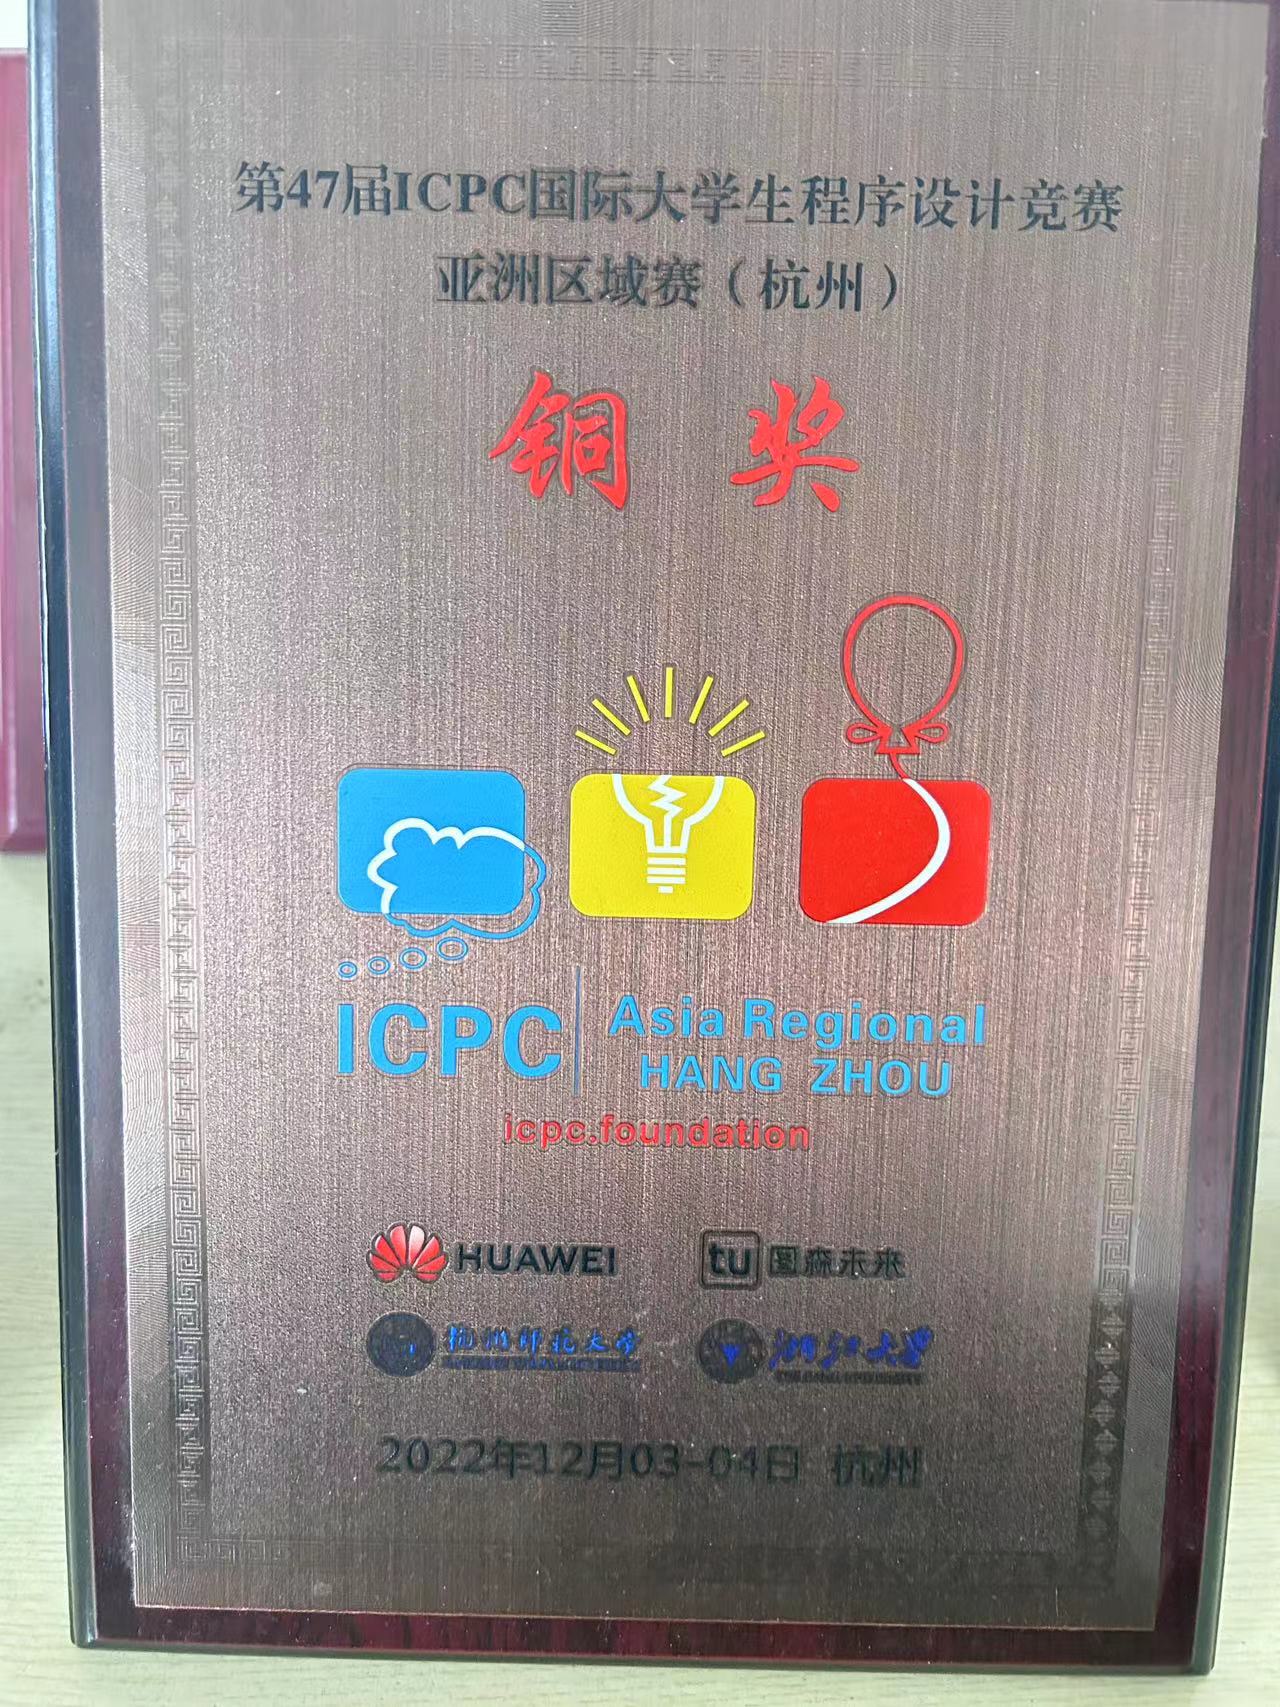 第47届ICPC国际大学生程序设计竞赛
亚洲区域赛（杭州）
铜奖
ICPC
Asia Regional
HANG ZHOU
icpc.foundation
HUAWEI
tu 图森未来
杭州师范大学
浙江大学
2022年12月03-04日 杭州